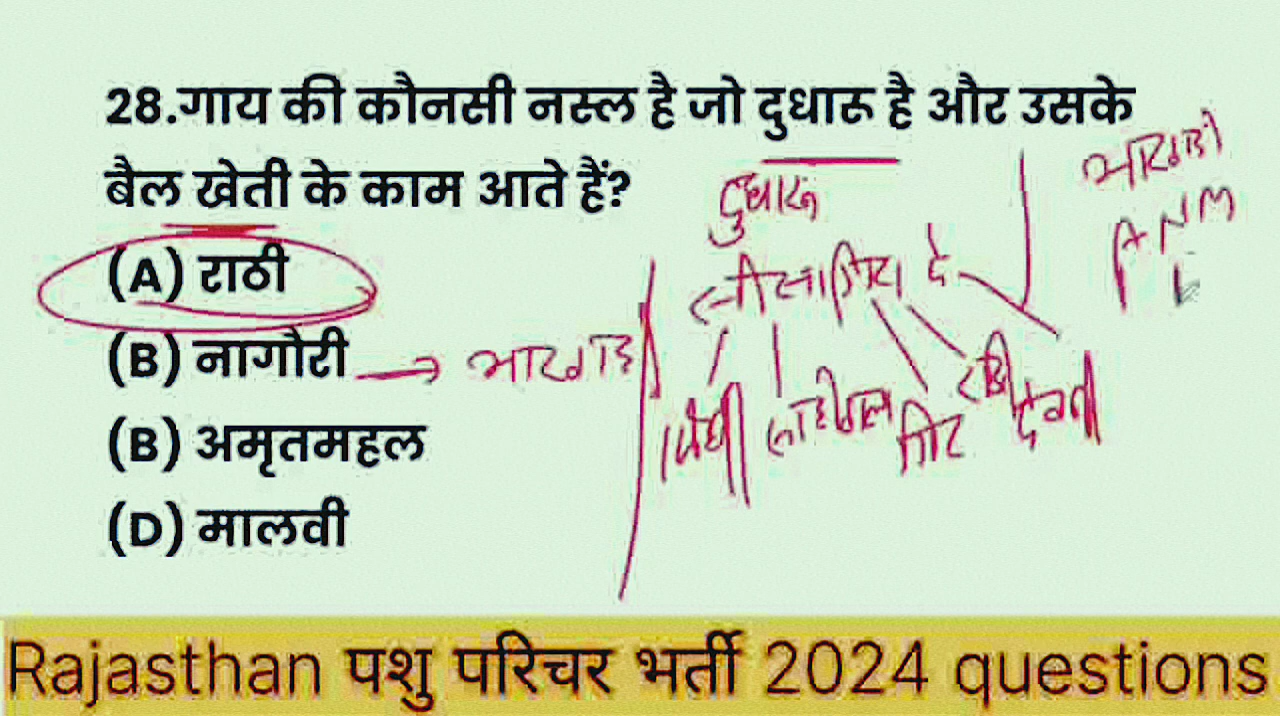 28.गाय की कौनसी नस्ल है जो दुधारू है और उसके
बैल खेती के काम आते हैं?
(A) राठी
(B) नागौरी
(B) अमृतमहल
(D) मालवी
दुधारू
ANM
गिर
Rajasthan पशु परिचर भर्ती 2024 questions